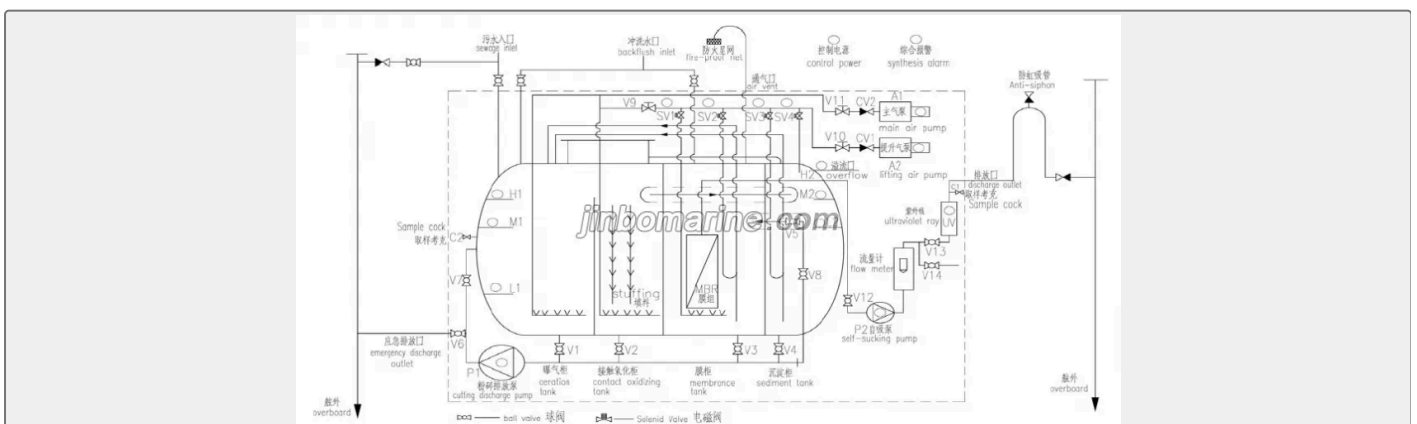 污水入口
sewage inlet
冲洗水口
backflush inlet
防火星网
fire-proof net
控制电源
control power
综合报警
synthesis alarm
通气口
air vent
防虹吸管
Anti-siphon
V9
SV1
SV2
SV3
SV4
V11
CV2
A1
主气泵
main air pump
V10
CV1
提升气泵
A2
lifting air pump
H2
溢流口
overflow
排放口
discharge outlet
C1
取样考克
Sample cock
H1
M2
紫外线
ultraviolet ray
UV
jinbomarine.com
Sample cock
取样考克
C2
M1
V5
V13
V7
V8
流量计
flow meter
V14
L1
stuffing
填料
MBR
膜组
V12
P2
自吸泵
self-sucking pump
应急排放口
emergency discharge
outlet
V6
P1
粉碎排放泵
cutting discharge pump
V1
V2
V3
V4
曝气柜
aeration
tank
接触氧化柜
contact oxidizing
tank
膜柜
membronce
tank
沉淀柜
sediment tank
舷外
overboard
舷外
overboard
ball valve 球阀
Selenid Valve 电磁阀